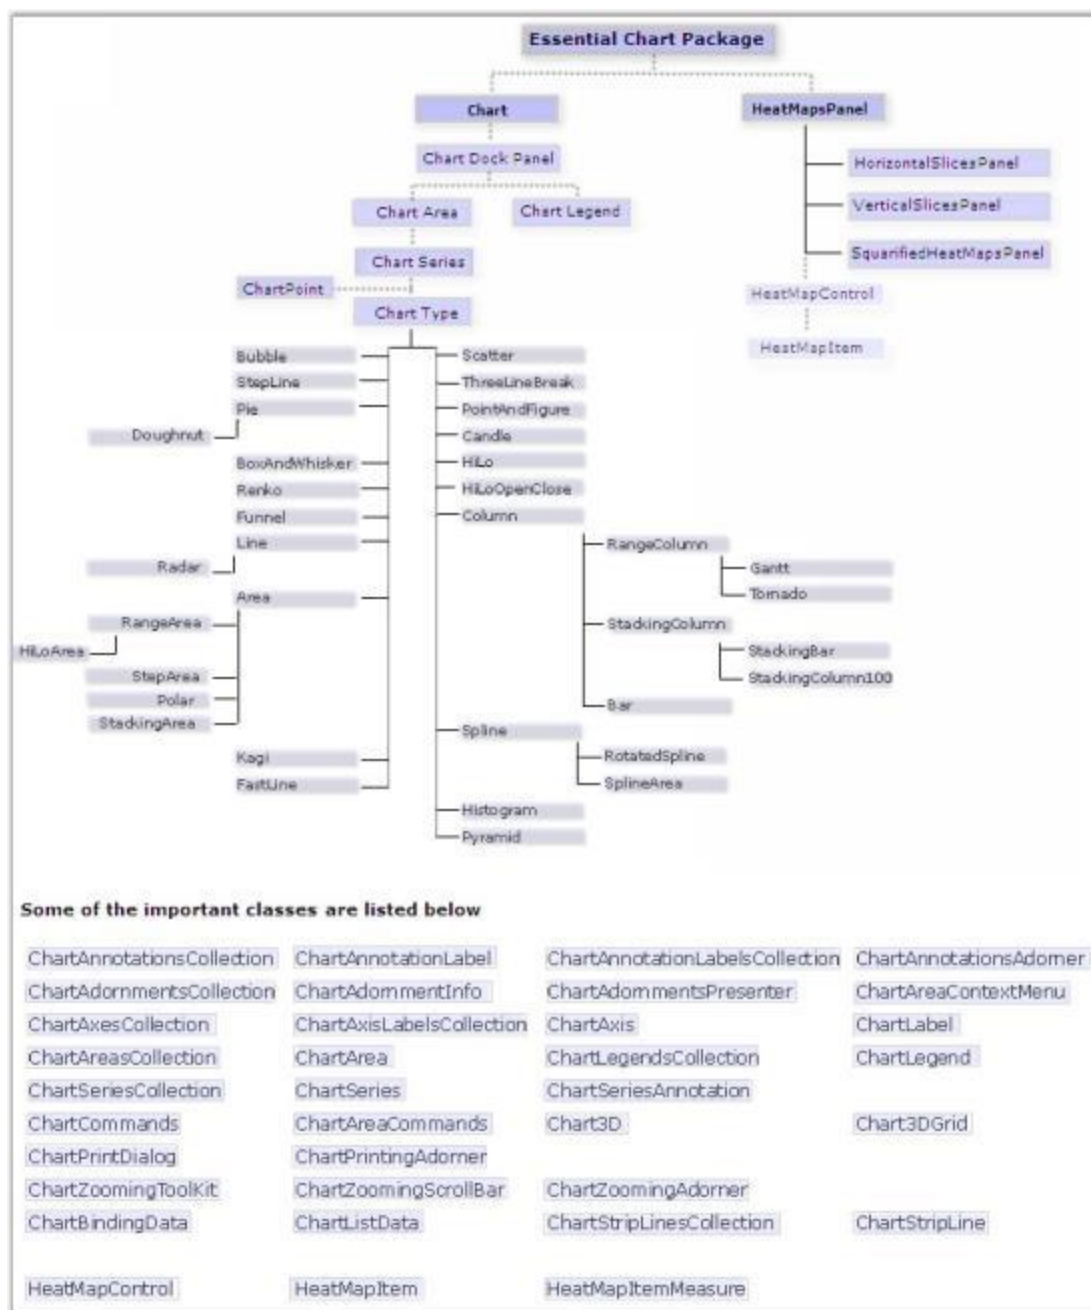 Essential Chart Package
Chart
HeatMapsPanel
Chart Dock Panel
HorizontalSlicesPanel
Chart Area
Chart Legend
VerticalSlicesPanel
Chart Series
SquarifiedHeatMapsPanel
ChartPoint
HeatMapControl
Chart Type
HeatMapItem
Bubble
Scatter
StepLine
ThreeLineBreak
Pie
PointAndFigure
Doughnut
Candle
BoxAndWhisker
HiLo
Renko
HiLoOpenClose
Funnel
Column
Line
RangeColumn
Radar
Gantt
Area
Tornado
RangeArea
StackingColumn
HiLoArea
StackingBar
StepArea
StackingColumn100
Polar
Bar
StackingArea
Spline
Kagi
RotatedSpline
FastLine
SplineArea
Histogram
Pyramid
Some of the important classes are listed below
ChartAnnotationsCollection ChartAnnotationLabel ChartAnnotationLabelsCollection ChartAnnotationsAdorner
ChartAdornmentsCollection ChartAdornmentInfo ChartAdornmentsPresenter ChartAreaContextMenu
ChartAxesCollection ChartAxisLabelsCollection ChartAxis ChartLabel
ChartAreasCollection ChartArea ChartLegendsCollection ChartLegend
ChartSeriesCollection ChartSeries ChartSeriesAnnotation
ChartCommands ChartAreaCommands Chart3D Chart3DGrid
ChartPrintDialog ChartPrintingAdorner
ChartZoomingToolKit ChartZoomingScrollBar ChartZoomingAdorner
ChartBindingData ChartListData ChartStripLinesCollection ChartStripLine
HeatMapControl HeatMapItem HeatMapItemMeasure